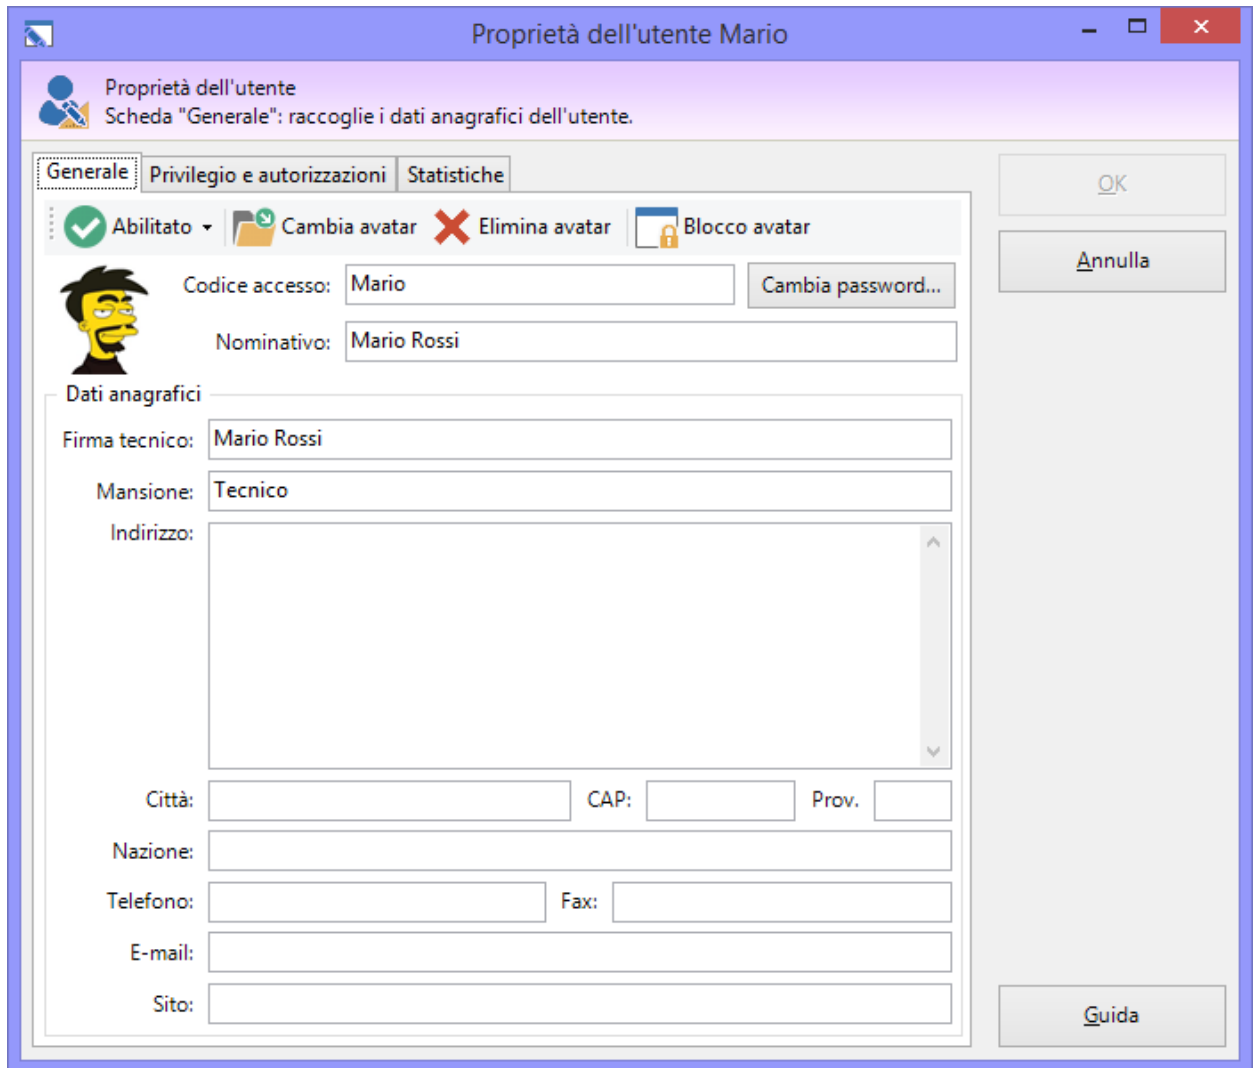 Proprietà dell'utente Mario
Proprietà dell'utente
Scheda "Generale": raccoglie i dati anagrafici dell'utente.
Generale Privilegio e autorizzazioni Statistiche
OK
Abilitato Cambia avatar Elimina avatar Blocco avatar
Annulla
Codice accesso: Mario Cambia password...
Nominativo: Mario Rossi
Dati anagrafici
Firma tecnico: Mario Rossi
Mansione: Tecnico
Indirizzo:
Città: CAP: Prov.
Nazione:
Telefono: Fax:
E-mail:
Sito:
Guida